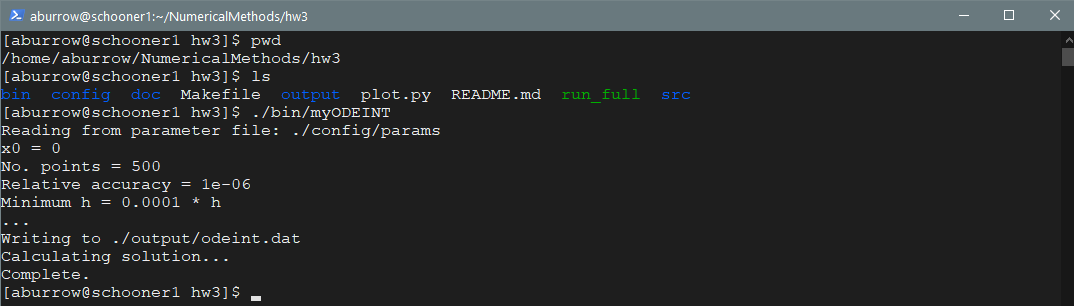 aburrow@schooner1:~/NumericalMethods/hw3
[aburrow@schooner1 hw3]$ pwd
/home/aburrow/NumericalMethods/hw3
[aburrow@schooner1 hw3]$ ls
bin  config  doc  Makefile  output  plot.py  README.md  run_full  src
[aburrow@schooner1 hw3]$ ./bin/myODEINT
Reading from parameter file: ./config/params
x0 = 0
No. points = 500
Relative accuracy = 1e-06
Minimum h = 0.0001 * h
...
Writing to ./output/odeint.dat
Calculating solution...
Complete.
[aburrow@schooner1 hw3]$